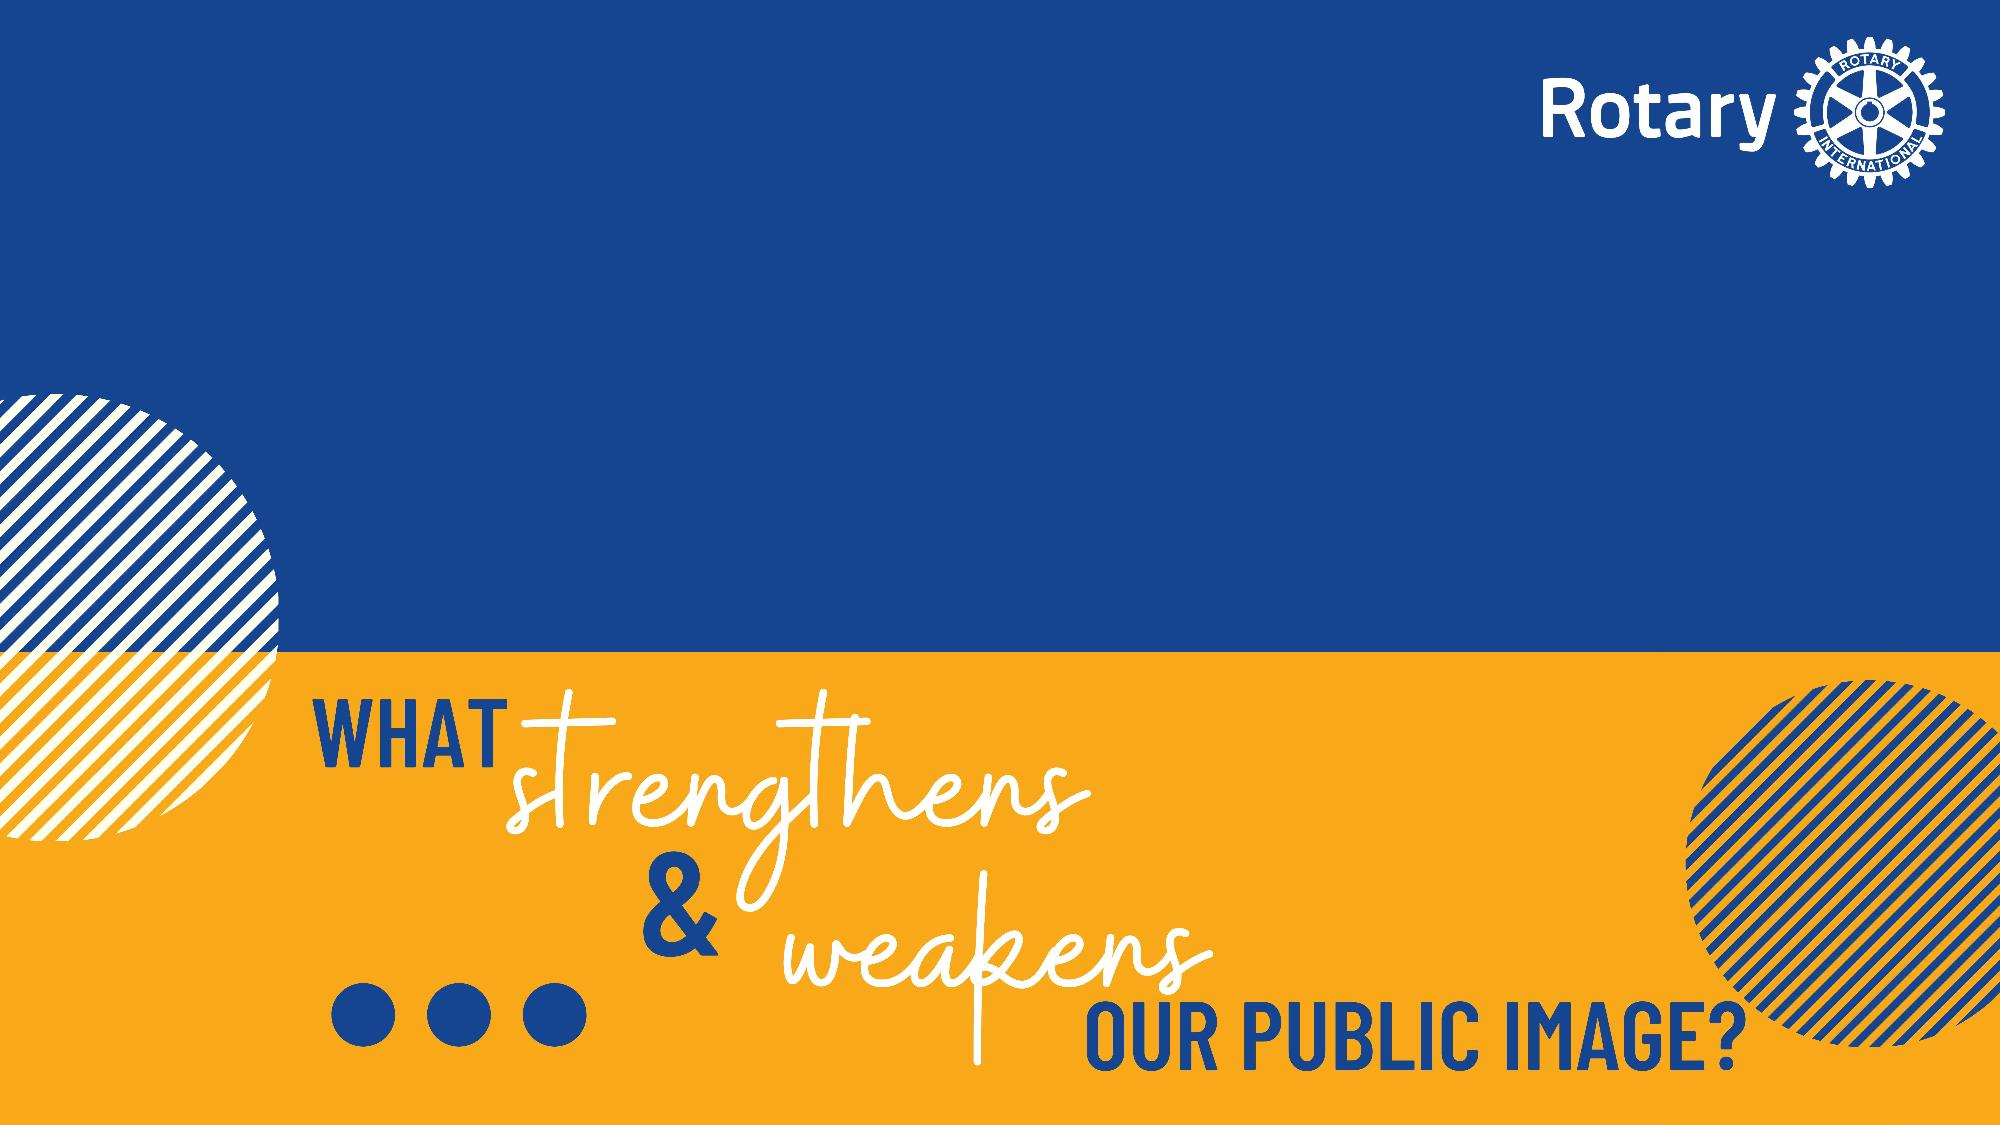 Rotary
ROTARY
INTERNATIONAL
WHAT strengthens
& weakens
OUR PUBLIC IMAGE?